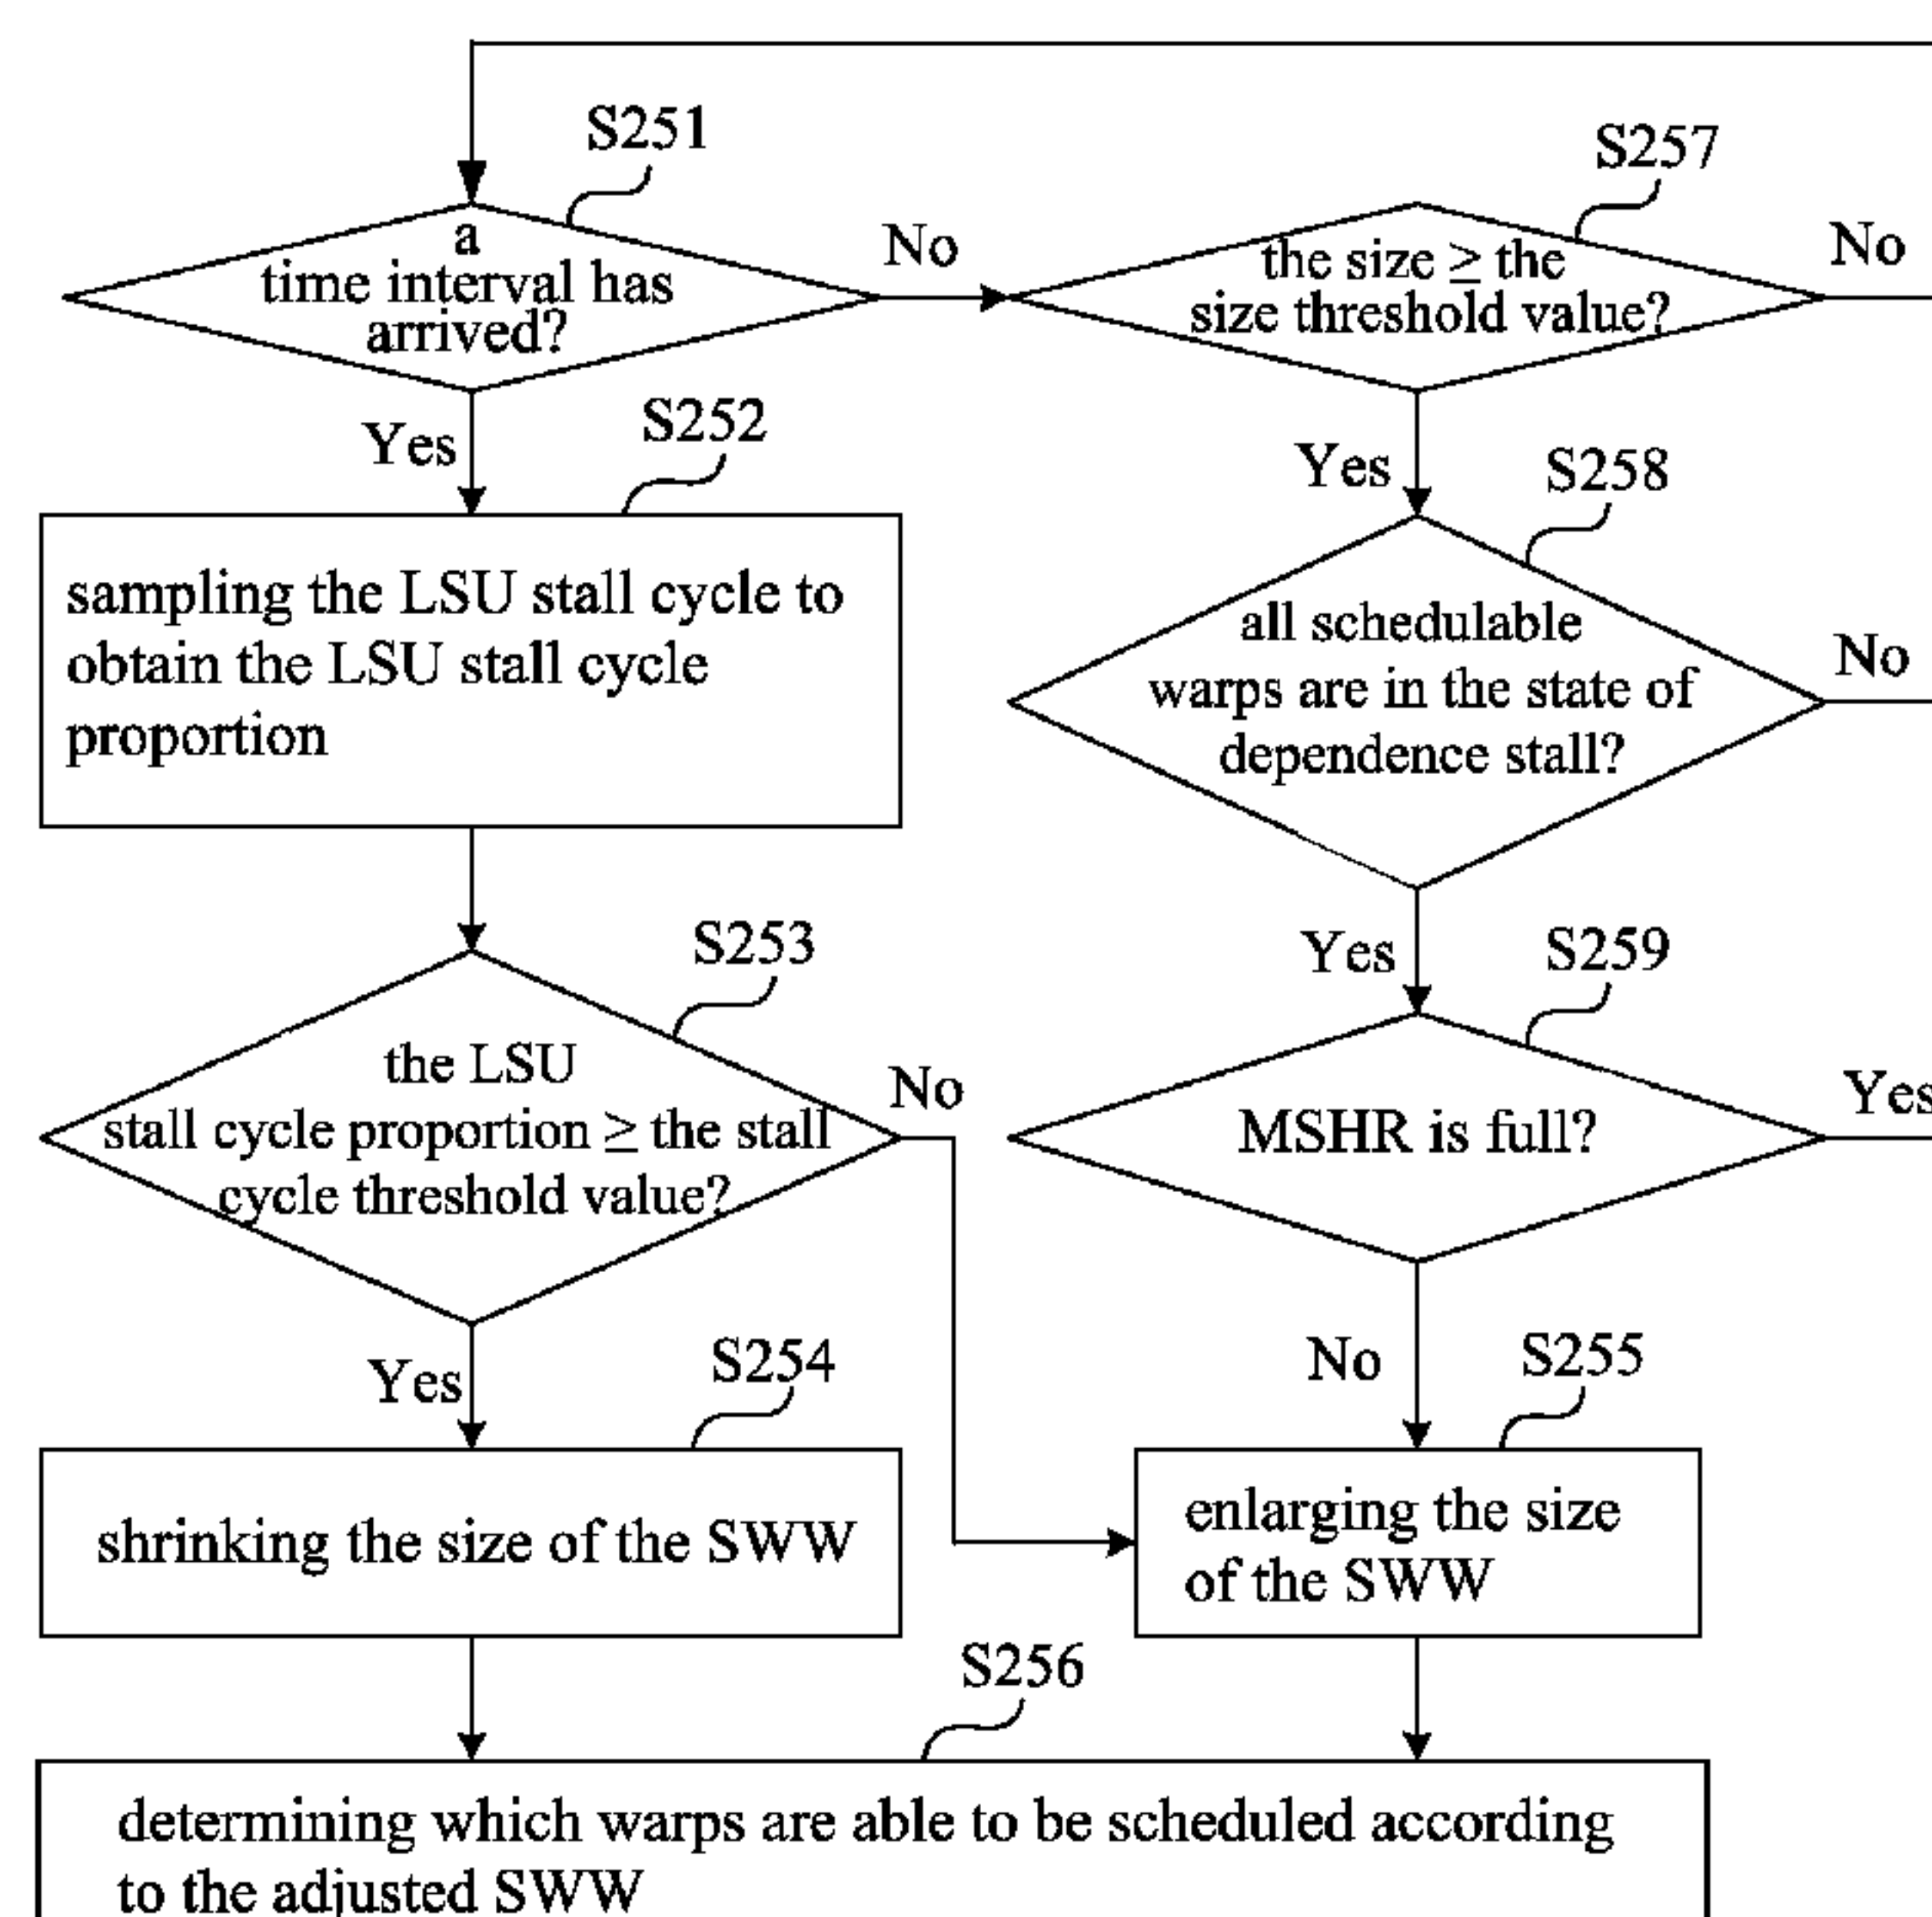 S251
a
time interval has
arrived?
No
Yes
S252
sampling the LSU stall cycle to
obtain the LSU stall cycle
proportion
S253
the LSU
stall cycle proportion ≥ the stall
cycle threshold value?
No
Yes
S254
shrinking the size of the SWW
S257
the size ≥ the
size threshold value?
No
Yes
S258
all schedulable
warps are in the state of
dependence stall?
No
Yes
S259
MSHR is full?
Yes
No
S255
enlarging the size
of the SWW
S256
determining which warps are able to be scheduled according
to the adjusted SWW